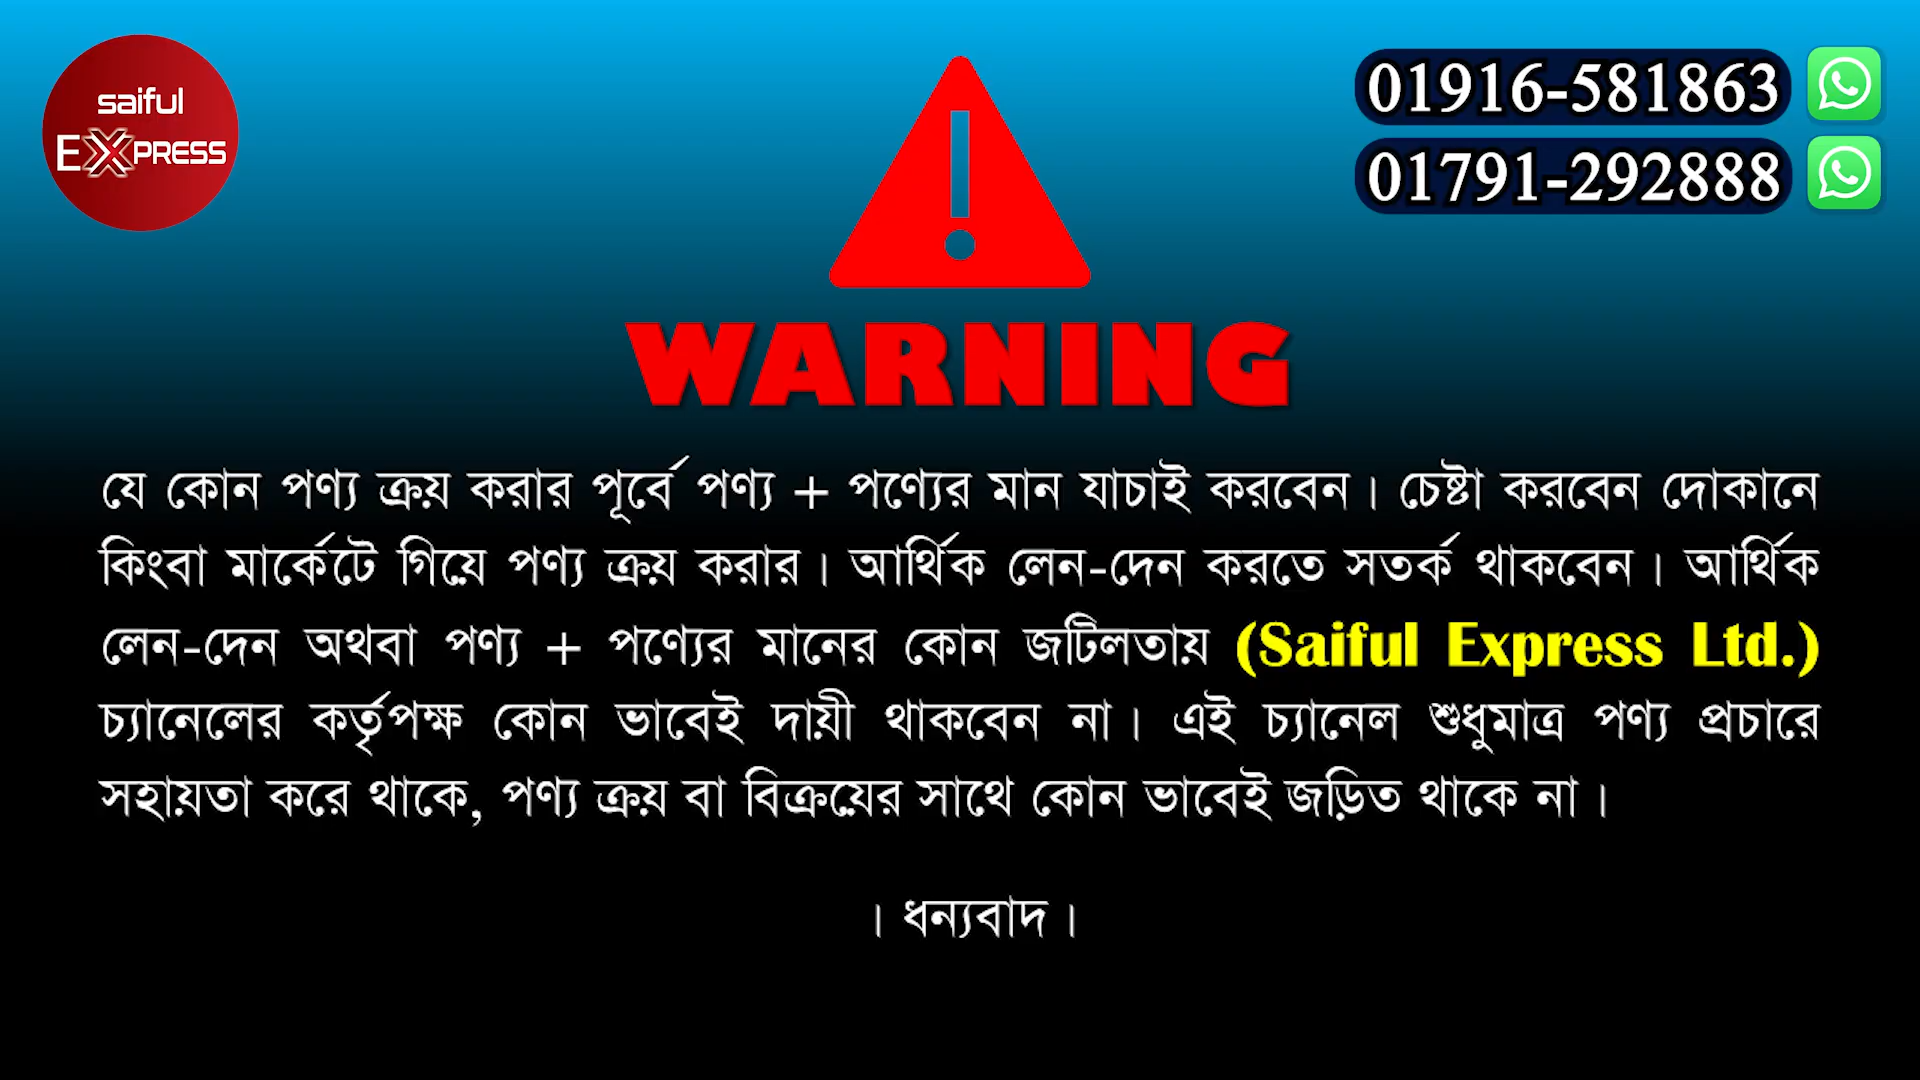 saiful
EXPRESS
01916-581863
01791-292888
WARNING
যে কোন পণ্য ক্রয় করার পূর্বে পণ্য + পণ্যের মান যাচাই করবেন। চেষ্টা করবেন দোকানে
কিংবা মার্কেটে গিয়ে পণ্য ক্রয় করার। আর্থিক লেন-দেন করতে সতর্ক থাকবেন। আর্থিক
লেন-দেন অথবা পণ্য + পণ্যের মানের কোন জটিলতায় (Saiful Express Ltd.)
চ্যানেলের কর্তৃপক্ষ কোন ভাবেই দায়ী থাকবেন না। এই চ্যানেল শুধুমাত্র পণ্য প্রচারে
সহায়তা করে থাকে, পণ্য ক্রয় বা বিক্রয়ের সাথে কোন ভাবেই জড়িত থাকে না।
। ধন্যবাদ।